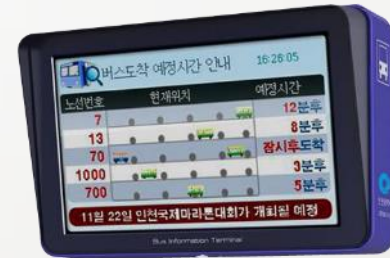 버스도착 예정시간 안내 16:28:05
노선번호 현재위치 예정시간
7 12분후
13 8분후
70 잠시후도착
1000 3분후
700 5분후
11월 22일 인천국제마라톤대회가 개최될 예정
Bus Information Terminal